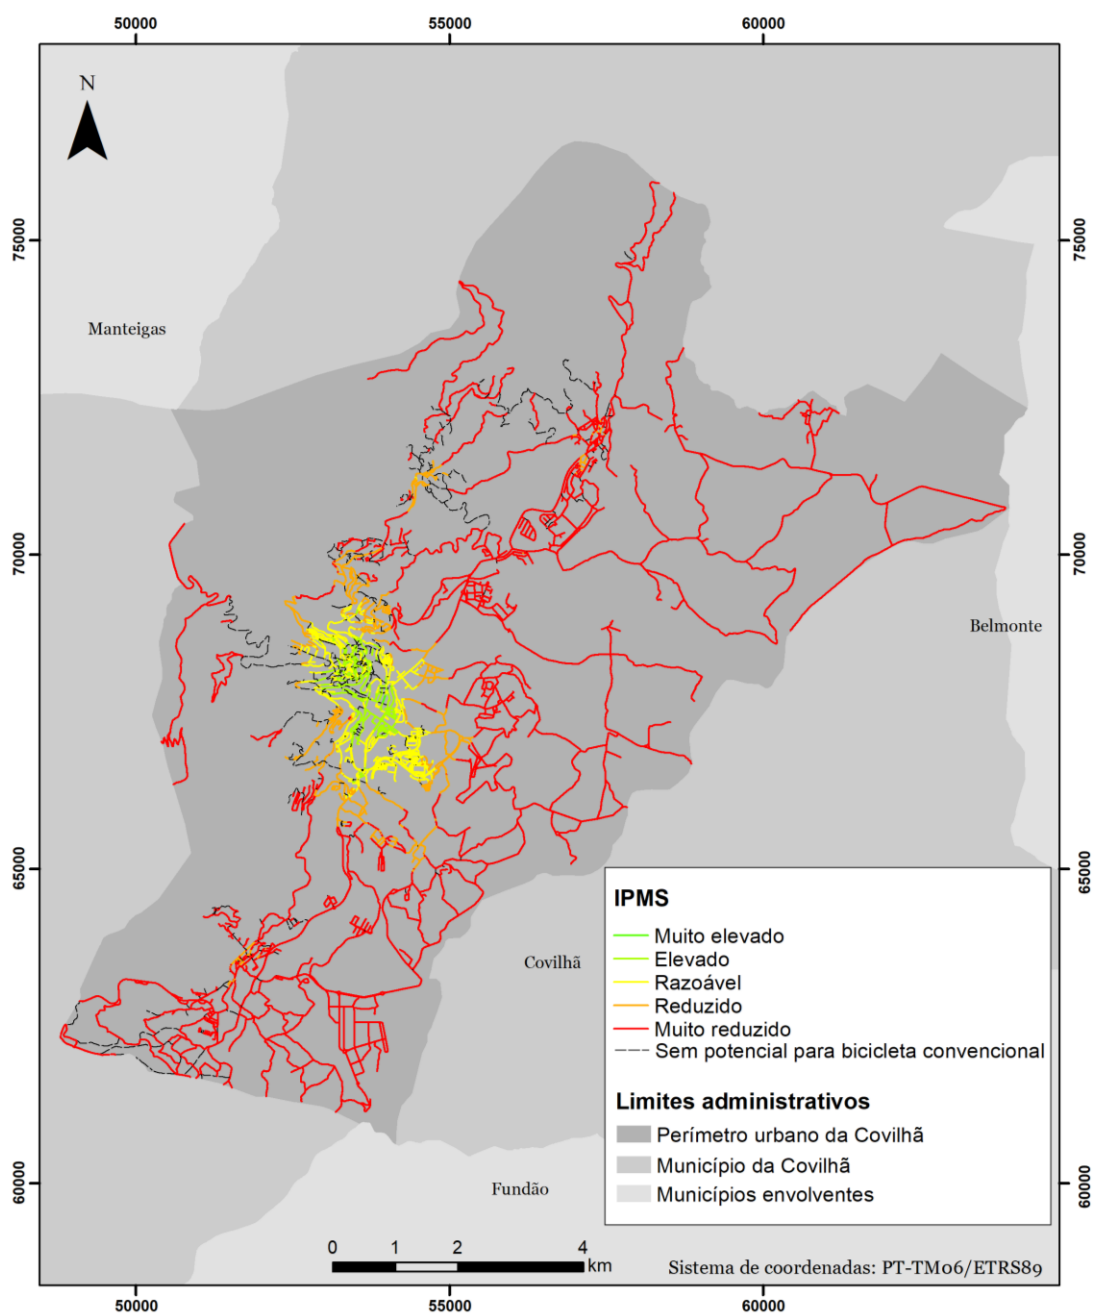 50000 55000 60000
N
75000 75000
Manteigas
70000 70000
Belmonte
65000 65000
IPMS
Muito elevado
Elevado
Razoável
Reduzido
Muito reduzido
Sem potencial para bicicleta convencional
Covilhã
Limites administrativos
Perímetro urbano da Covilhã
Município da Covilhã
Municípios envolventes
60000 60000
Fundão
0 1 2 4
km
Sistema de coordenadas: PT-TM06/ETRS89
50000 55000 60000